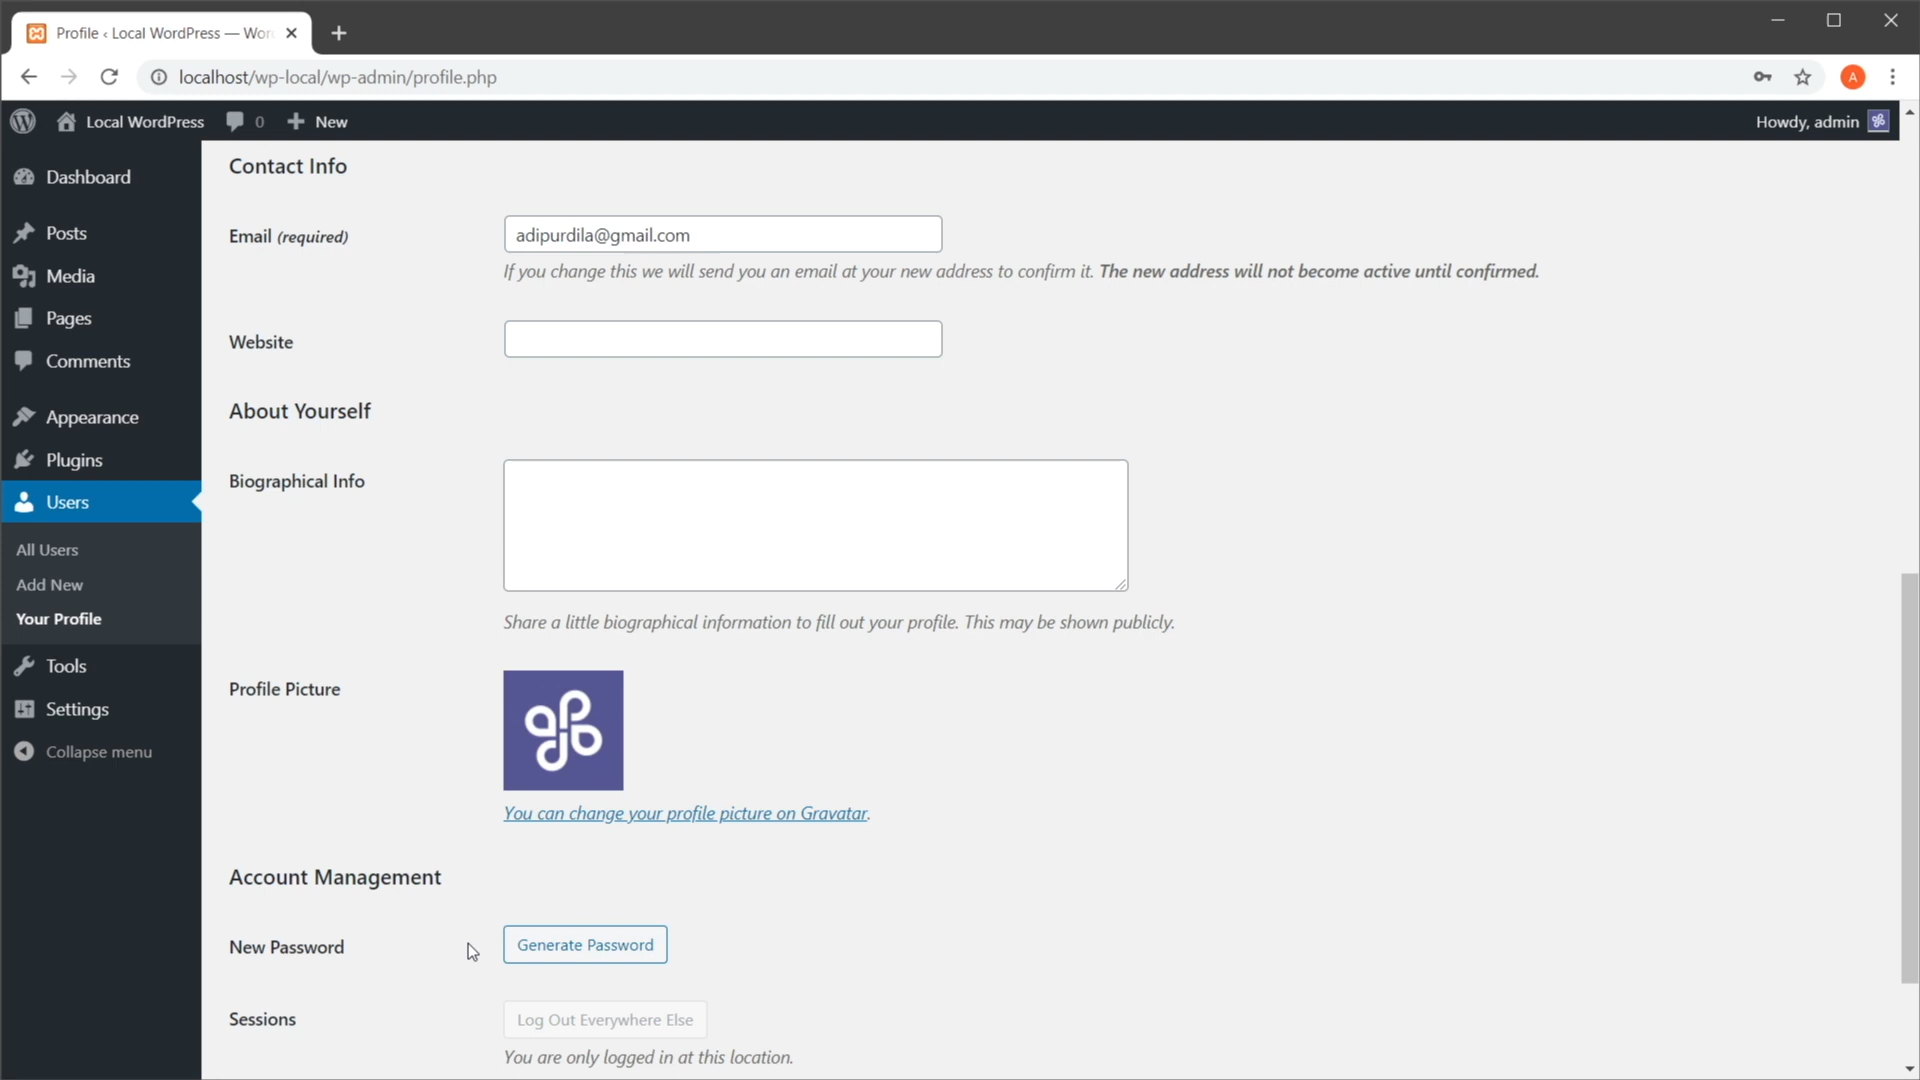 Profile ‹ Local WordPress — Wor
localhost/wp-local/wp-admin/profile.php
A
Local WordPress
0
New
Howdy, admin
Dashboard
Posts
Media
Pages
Comments
Appearance
Plugins
Users
All Users
Add New
Your Profile
Tools
Settings
Collapse menu
Contact Info
Email (required)
adipurdila@gmail.com
If you change this we will send you an email at your new address to confirm it. The new address will not become active until confirmed.
Website
About Yourself
Biographical Info
Share a little biographical information to fill out your profile. This may be shown publicly.
Profile Picture
You can change your profile picture on Gravatar.
Account Management
New Password
Generate Password
Sessions
Log Out Everywhere Else
You are only logged in at this location.